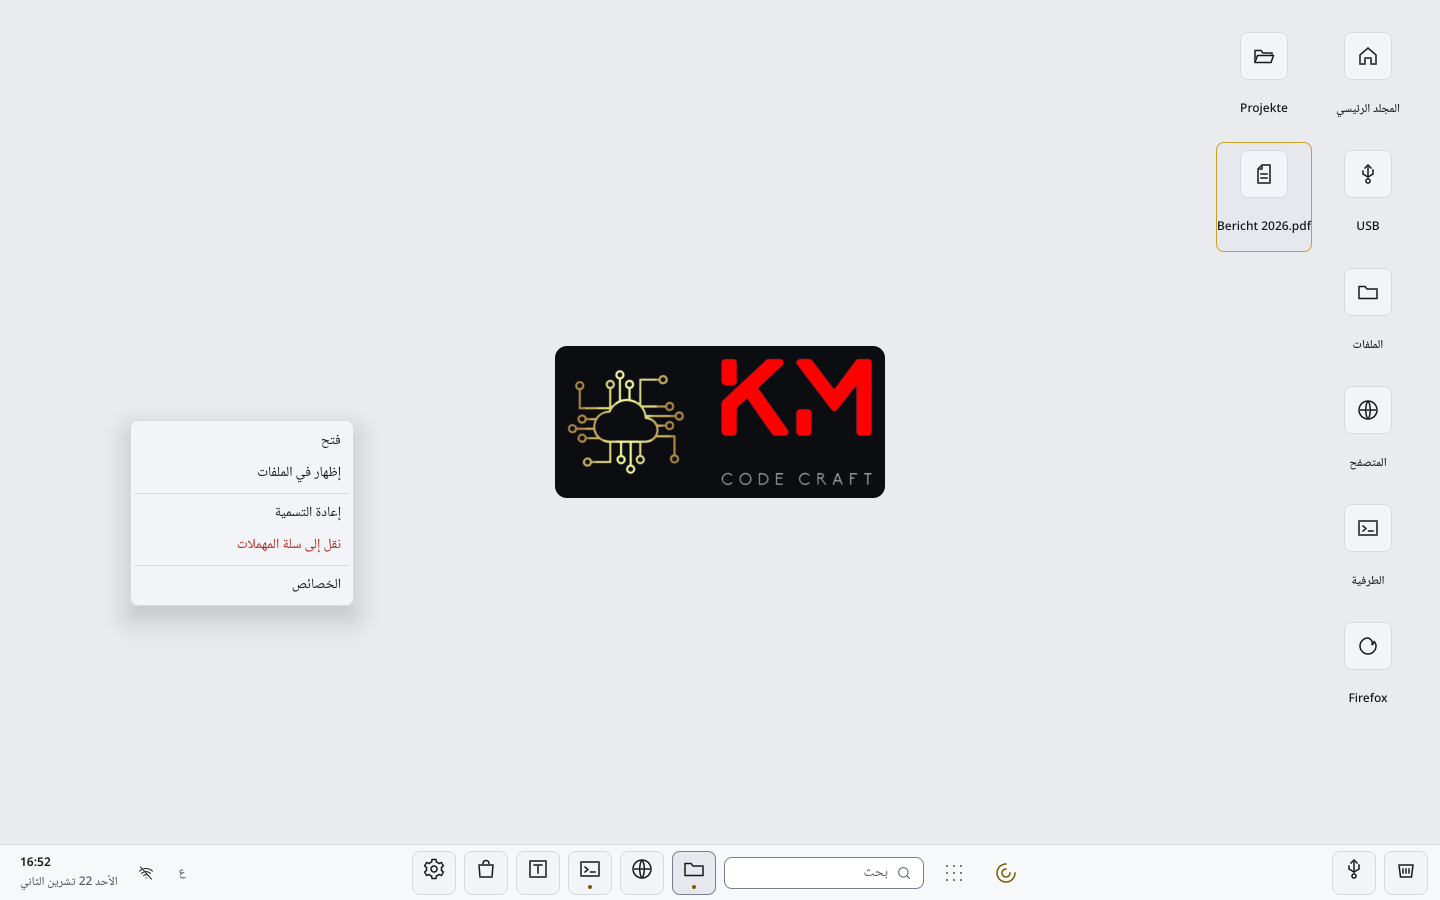 المجلد الرئيسي
Projekte
USB
Bericht 2026.pdf
الملفات
المتصفح
الطرفية
Firefox
KM
CODE CRAFT
فتح
إظهار في الملفات
إعادة التسمية
نقل إلى سلة المهملات
الخصائص
بحث
ع
16:52
الأحد 22 تشرين الثاني